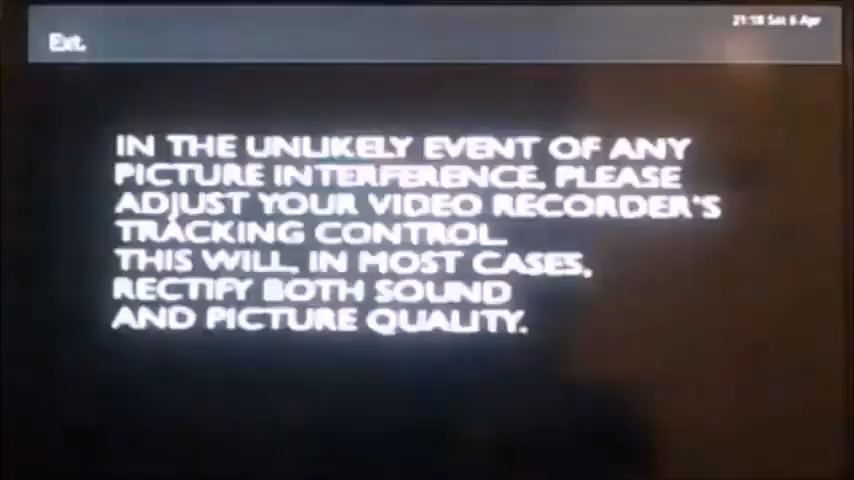 21:18 Sat 6 Apr
Ext.
IN THE UNLIKELY EVENT OF ANY
PICTURE INTERFERENCE, PLEASE
ADJUST YOUR VIDEO RECORDER'S
TRACKING CONTROL.
THIS WILL, IN MOST CASES,
RECTIFY BOTH SOUND
AND PICTURE QUALITY.